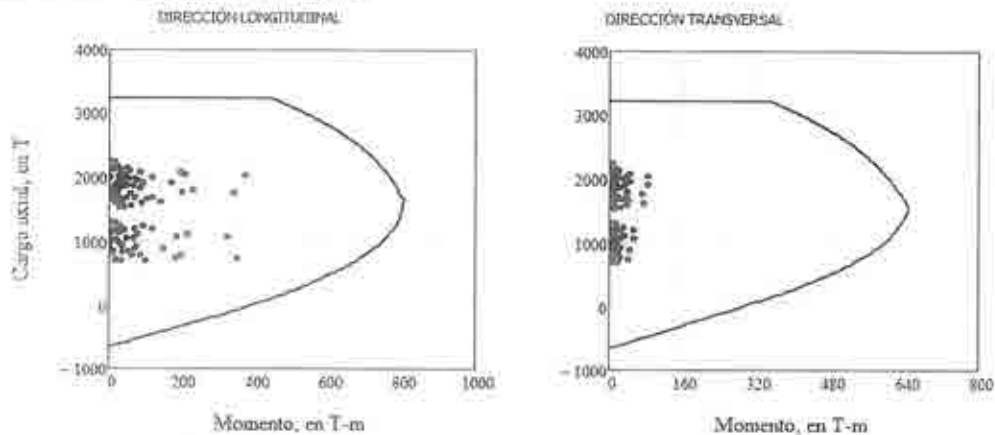 DIRECCIÓN LONGITUDINAL
4000
3000
2000
1000
0
-1000
0 200 400 600 800 1000
Cargo axial, en T
Momento, en T-m
DIRECCIÓN TRANSVERSAL
4000
3000
2000
1000
0
-1000
0 160 320 480 640 800
Momento, en T-m